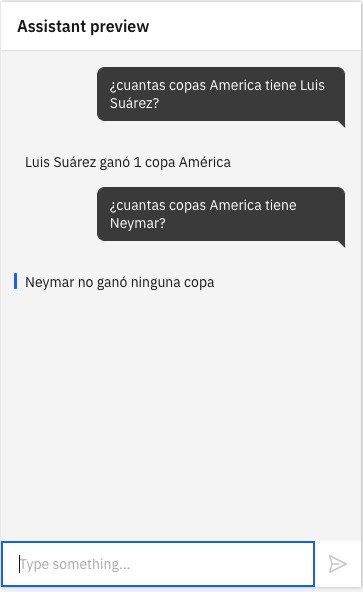 Assistant preview
¿cuantas copas America tiene Luis
Suárez?
Luis Suárez ganó 1 copa América
¿cuantas copas America tiene
Neymar?
Neymar no ganó ninguna copa
Type something...